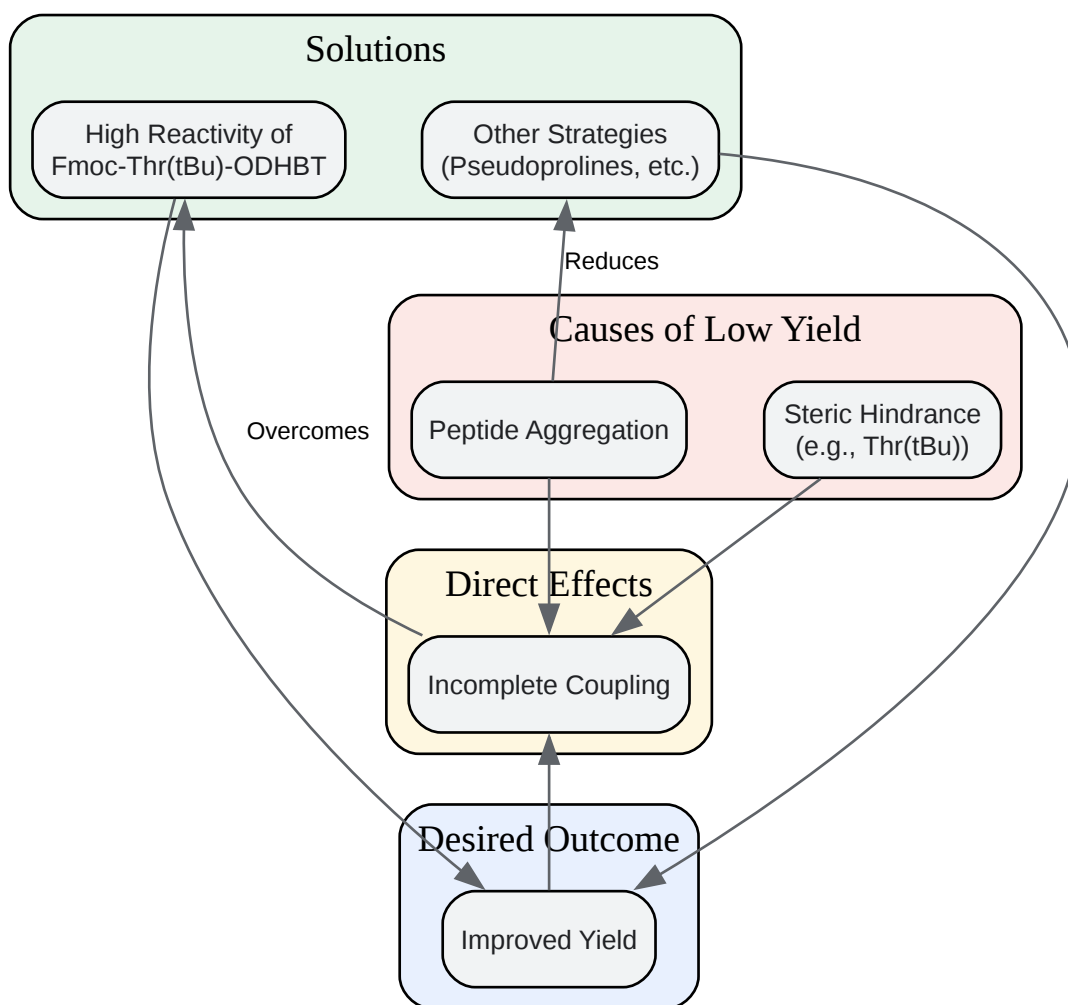 Solutions
High Reactivity of
Fmoc-Thr(tBu)-ODHBT
Other Strategies
(Pseudoprolines, etc.)
Reduces
Causes of Low Yield
Peptide Aggregation
Steric Hindrance
(e.g., Thr(tBu))
Overcomes
Direct Effects
Incomplete Coupling
Desired Outcome
Improved Yield